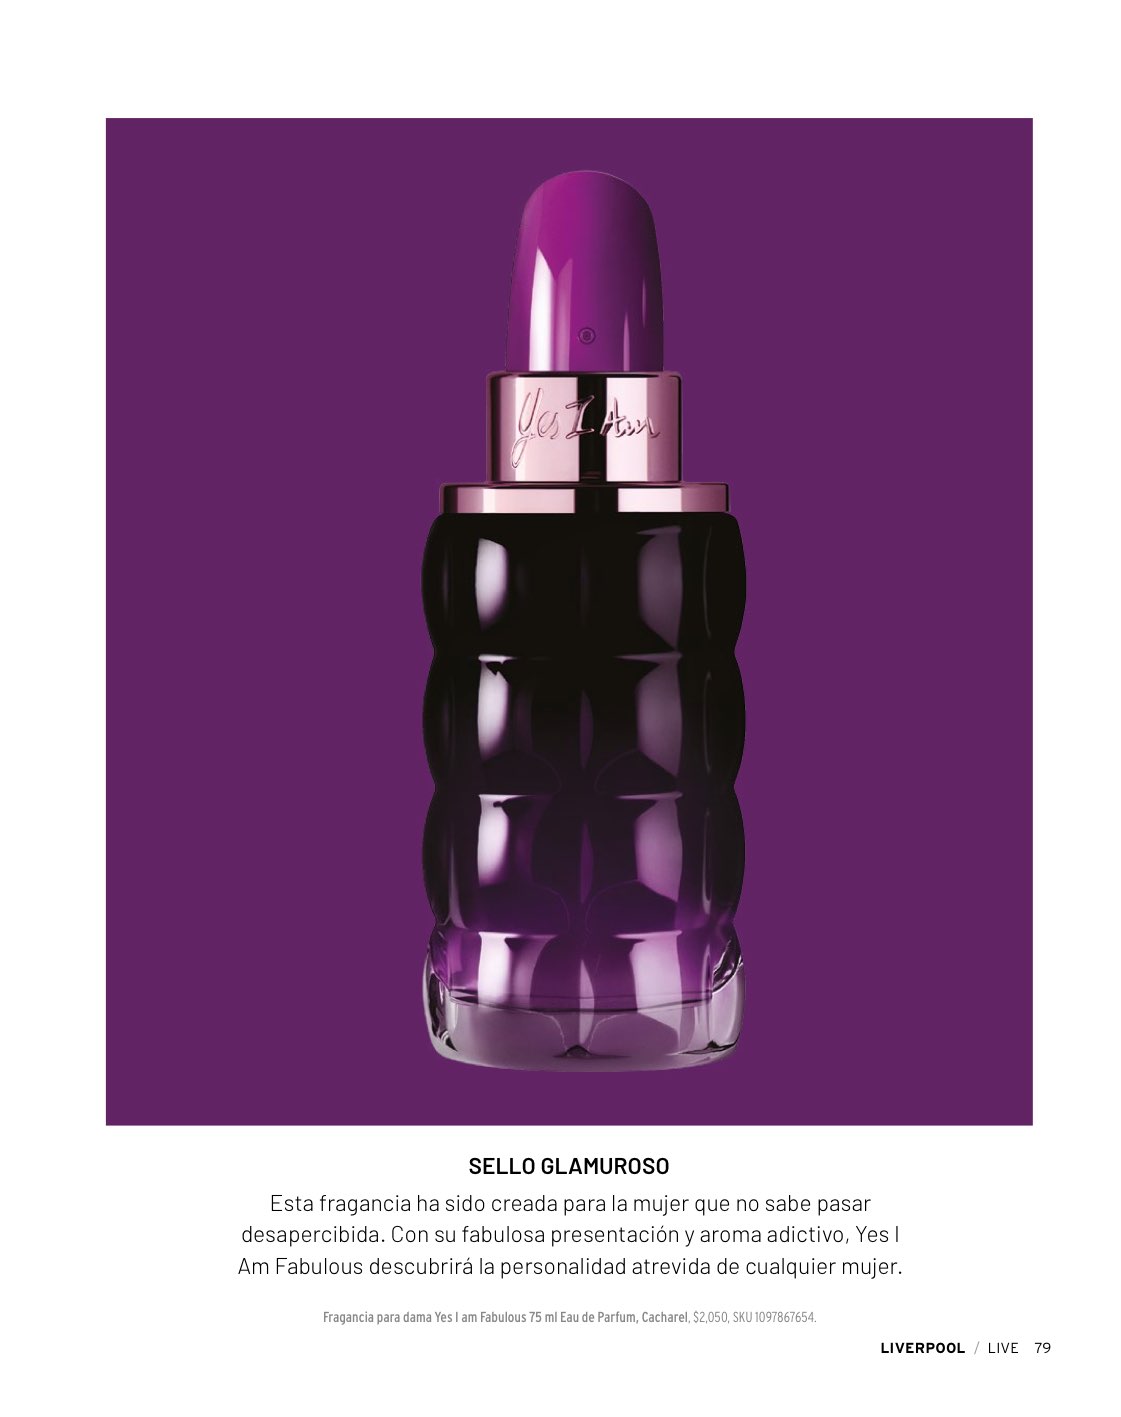 Yes I Am
SELLO GLAMUROSO
Esta fragancia ha sido creada para la mujer que no sabe pasar
desapercibida. Con su fabulosa presentación y aroma adictivo, Yes I
Am Fabulous descubrirá la personalidad atrevida de cualquier mujer.
Fragancia para dama Yes I am Fabulous 75 ml Eau de Parfum, Cacharel, $2,050, SKU 1097867654.
LIVERPOOL / LIVE 79